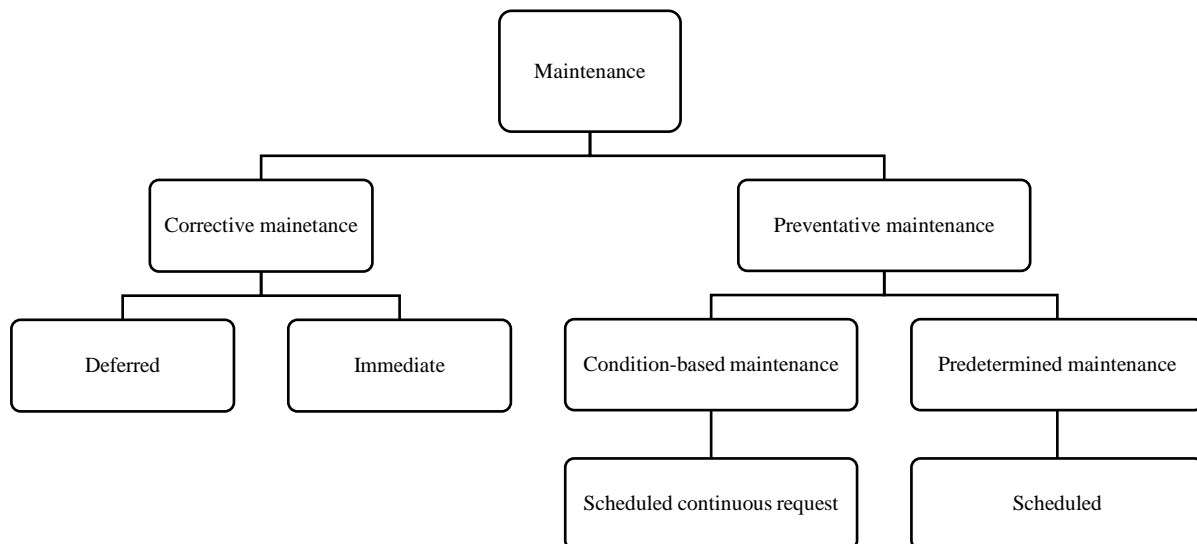 Maintenance
Corrective mainetance
Preventative maintenance
Deferred
Immediate
Condition-based maintenance
Predetermined maintenance
Scheduled continuous request
Scheduled